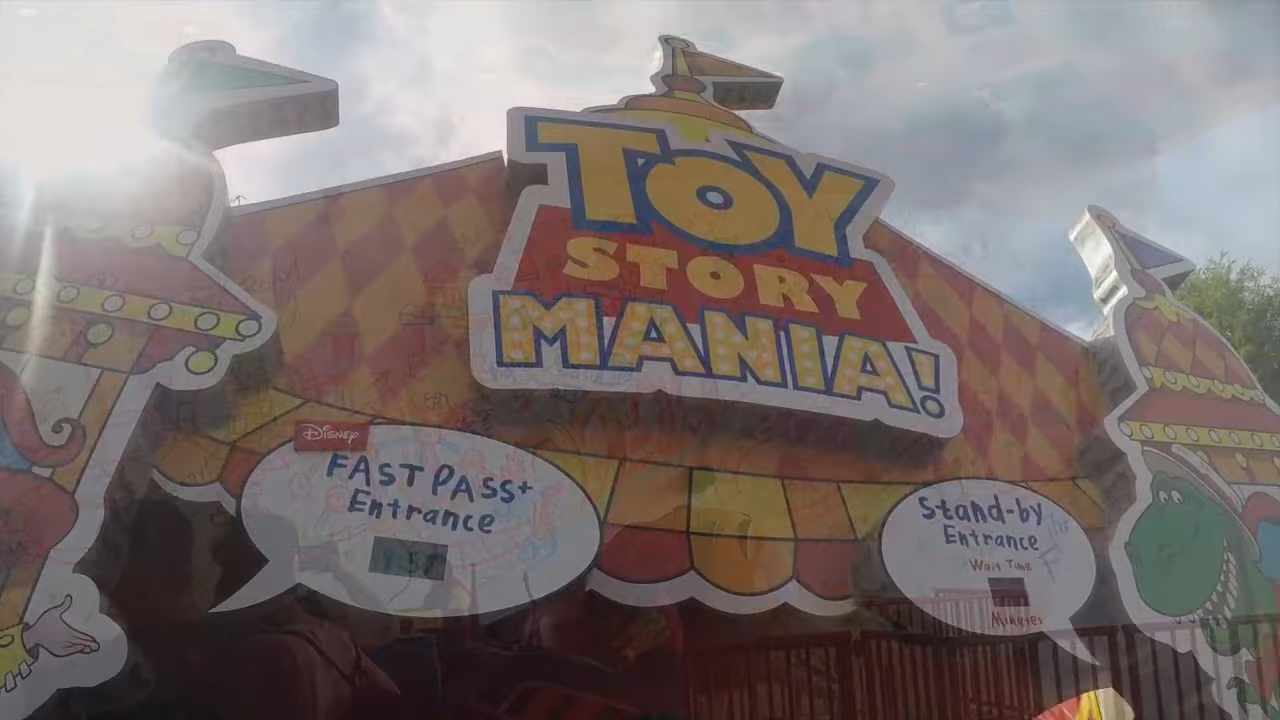 TOY
STORY
MANIA!
DISNEY
FASTPASS+
Entrance
Stand-by
Entrance
Wait Time
Minutes